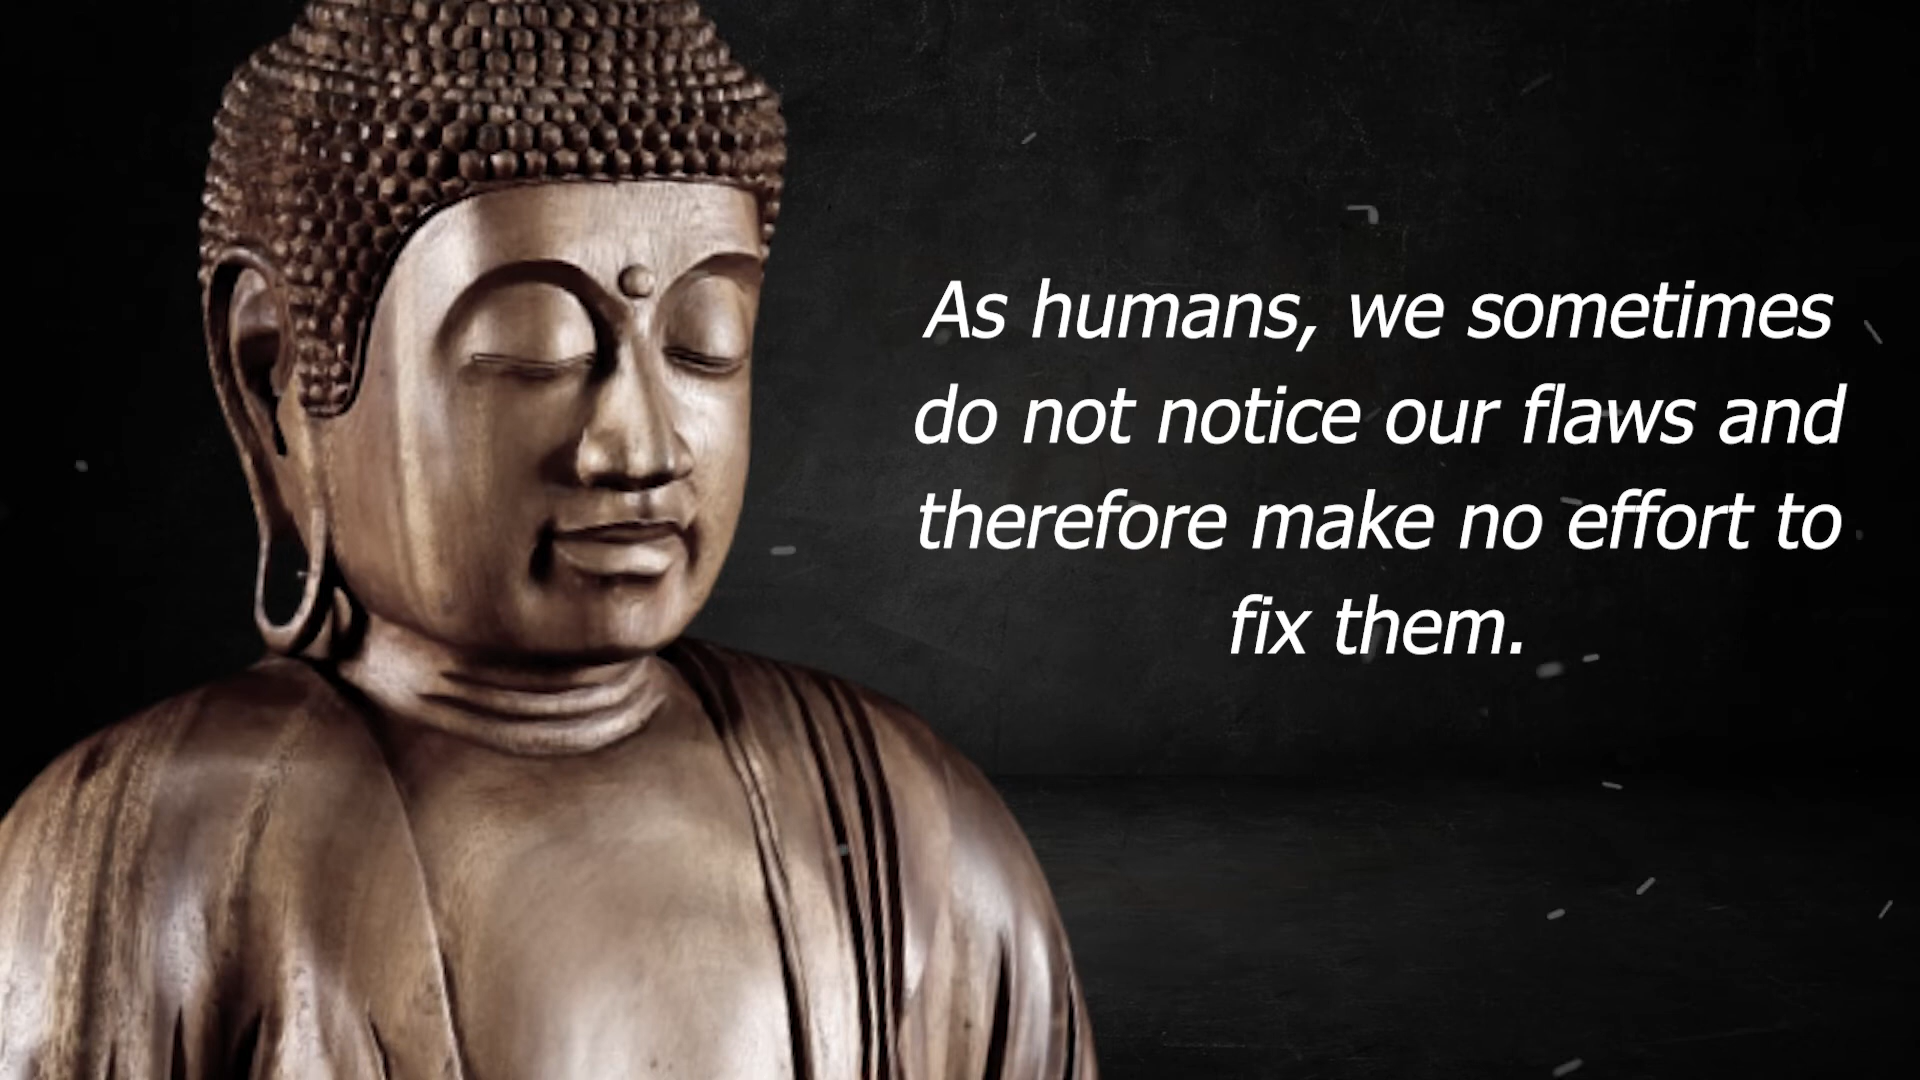 As humans, we sometimes
do not notice our flaws and
therefore make no effort to
fix them.